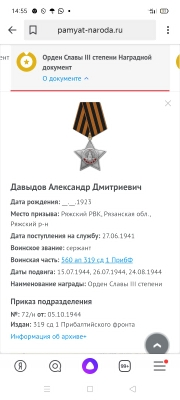 14:55
pamyat-naroda.ru
ент
Орден Славы III степени Наградной
документ
О документе
Давыдов Александр Дмитриевич
Дата рождения: __.__.1923
Место призыва: Ряжский РВК, Рязанская обл.,
Ряжский р-н
Дата поступления на службу: 27.06.1941
Воинское звание: сержант
Воинская часть: 560 ап 319 сд 1 ПрибФ
Даты подвига: 15.07.1944, 26.07.1944, 24.08.1944
Наименование награды: Орден Славы III степени
Приказ подразделения
№: 72/н от: 05.10.1944
Издан: 319 сд 1 Прибалтийского фронта
Информация об архиве+
99+